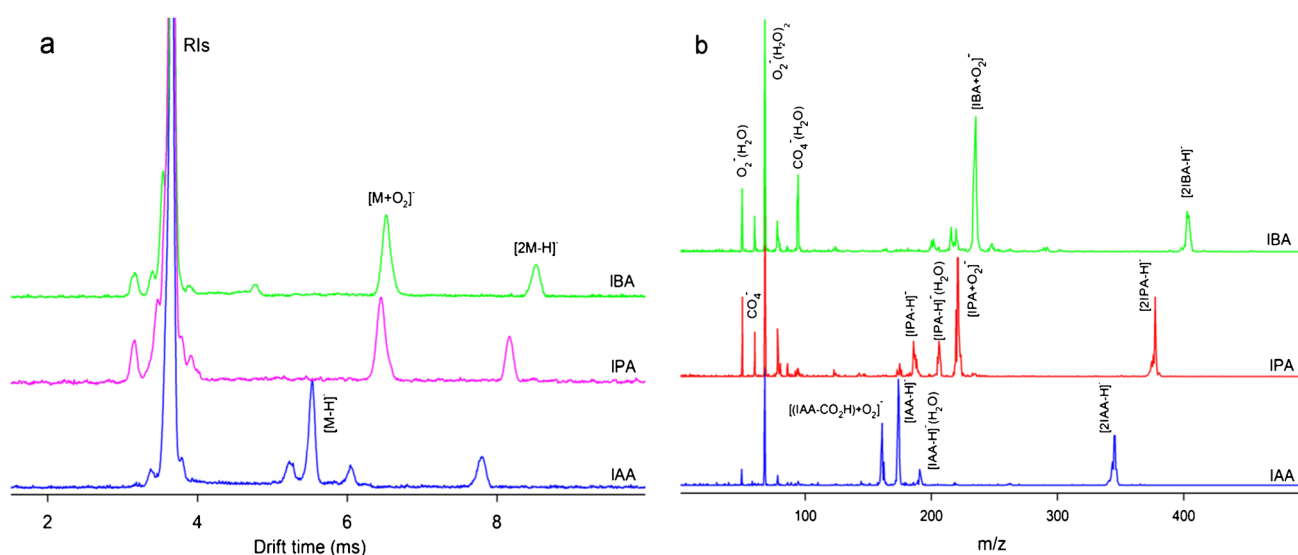 a
RIs
[M+O₂]⁻
[2M-H]⁻
IBA
IPA
[M-H]⁻
IAA
2 4 6 8
Drift time (ms)
b
O₂⁻(H₂O)
O₂⁻(H₂O)₂
CO₄⁻(H₂O)
[IBA+O₂]⁻
[2IBA-H]⁻
IBA
CO₄⁻
[IPA-H]⁻
[IPA-H]⁻(H₂O)
[IPA+O₂]⁻
[2IPA-H]⁻
IPA
[(IAA-CO₂H)+O₂]⁻
[IAA-H]⁻
[IAA-H]⁻(H₂O)
[2IAA-H]⁻
IAA
100 200 300 400
m/z